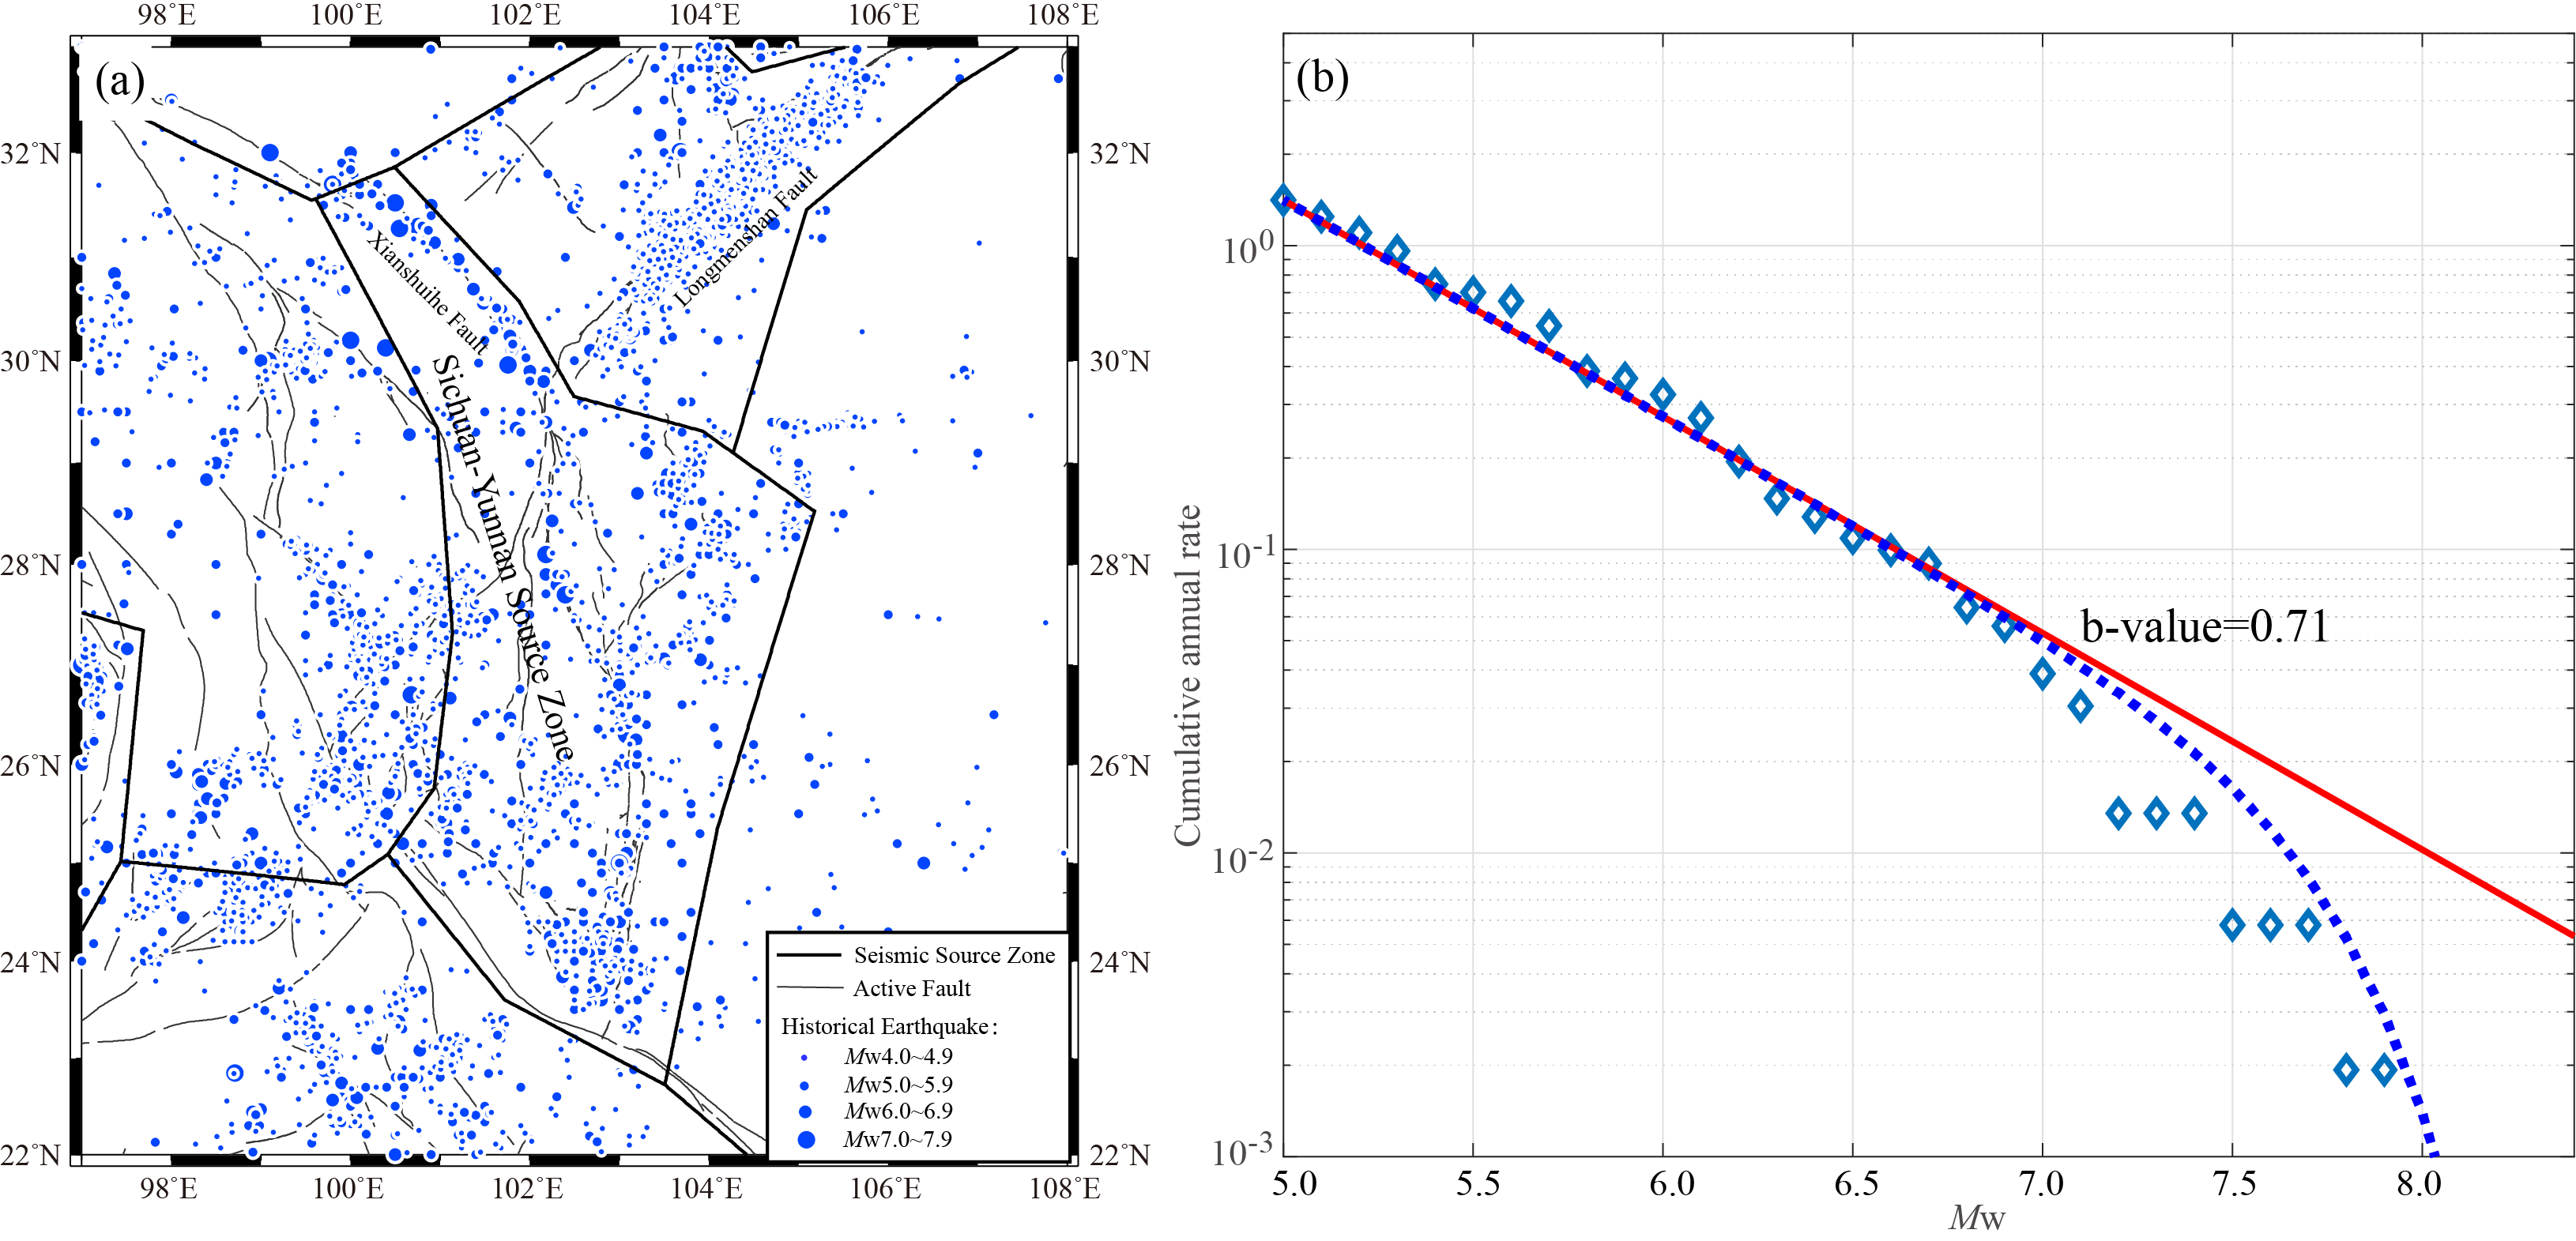 98°E 100°E 102°E 104°E 106°E 108°E
(a)
32°N
30°N
28°N
26°N
24°N
22°N
32°N
30°N
28°N
26°N
24°N
22°N
Xianshuihe Fault
Longmenshan Fault
Sichuan-Yunnan Source Zone
Seismic Source Zone
Active Fault
Historical Earthquake:
Mw4.0~4.9
Mw5.0~5.9
Mw6.0~6.9
Mw7.0~7.9
98°E 100°E 102°E 104°E 106°E 108°E
(b)
Cumulative annual rate
10⁰
10⁻¹
10⁻²
10⁻³
b-value=0.71
5.0 5.5 6.0 6.5 7.0 7.5 8.0
Mw